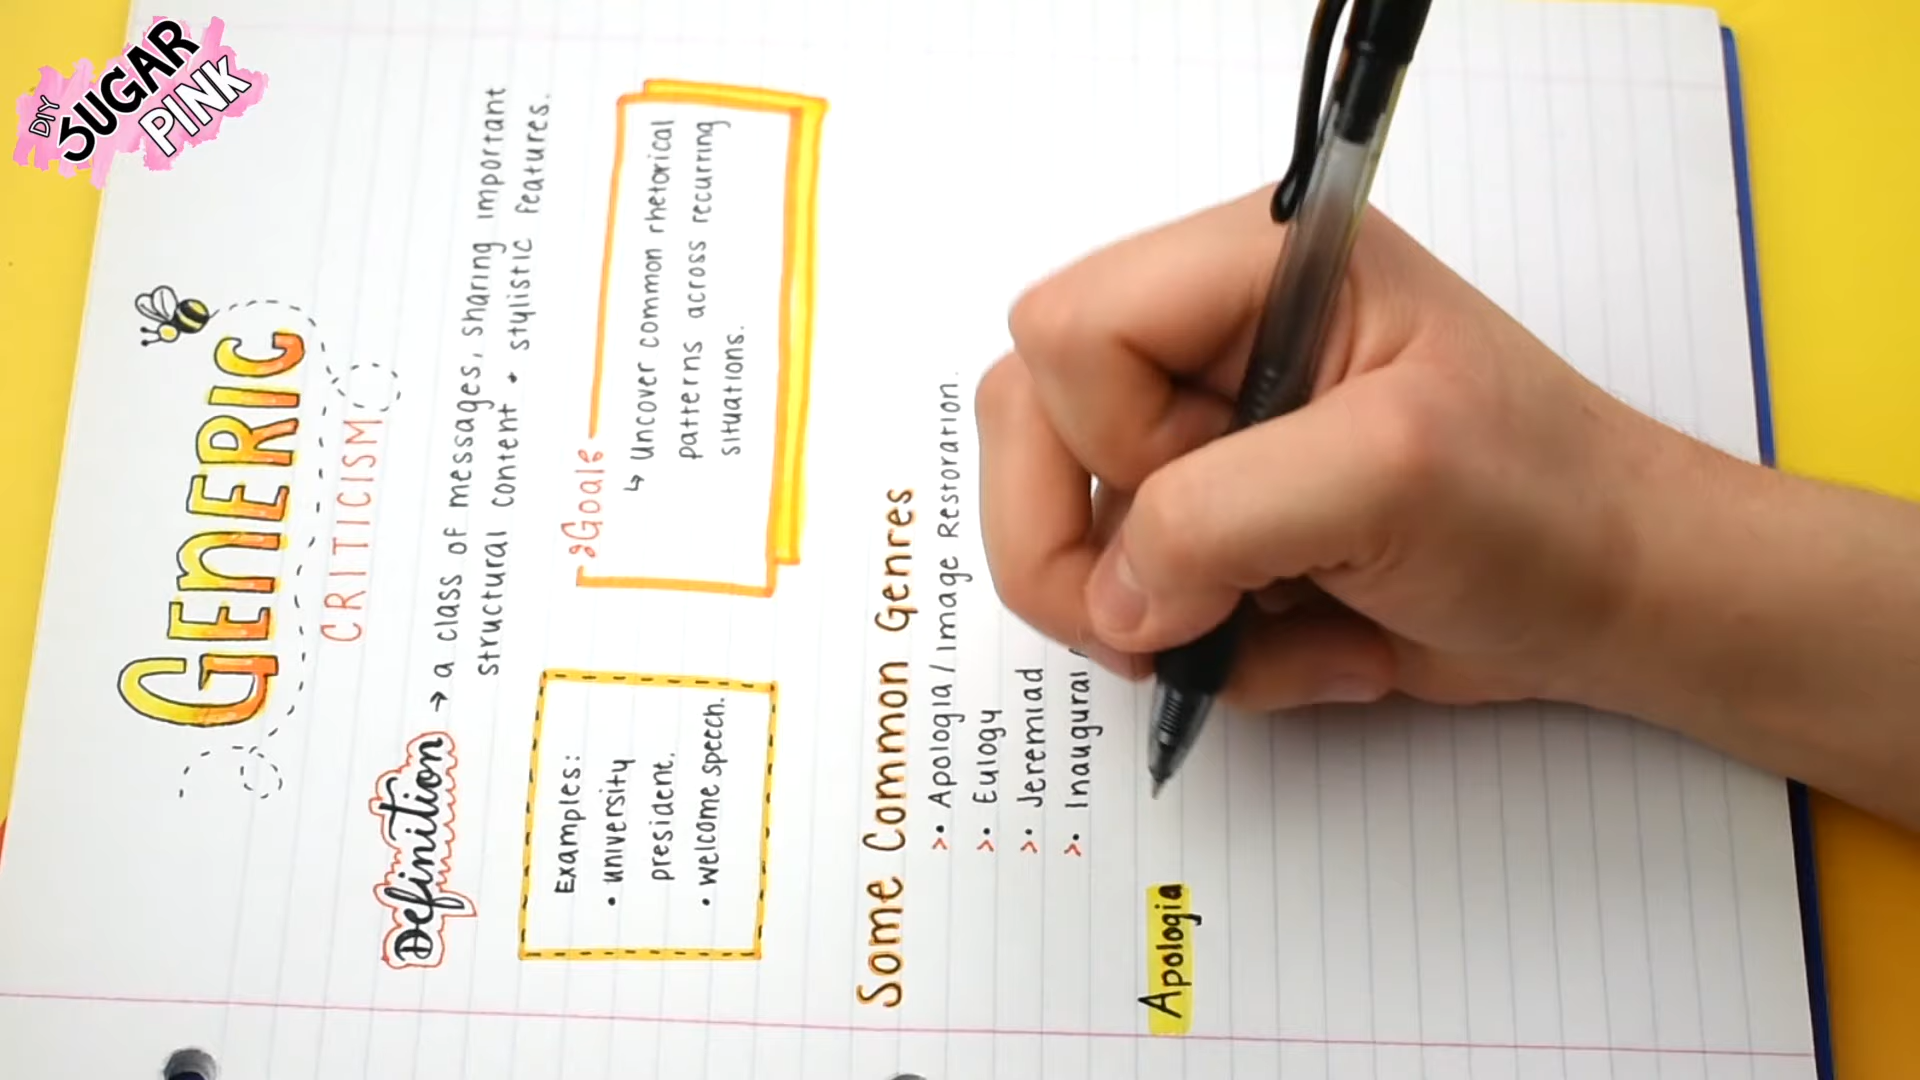 DIY
SUGAR
PINK
GENERIC
CRITICISM
Definition → a class of messages, sharing important
structural content + stylistic features.
Examples:
• university
president.
• welcome speech.
Goals
↳ uncover common rhetorical
patterns across recurring
situations.
Some Common Genres
>• Apologia / Image Restoration.
>• Eulogy
>• Jeremiad
>• Inaugural
Apologia